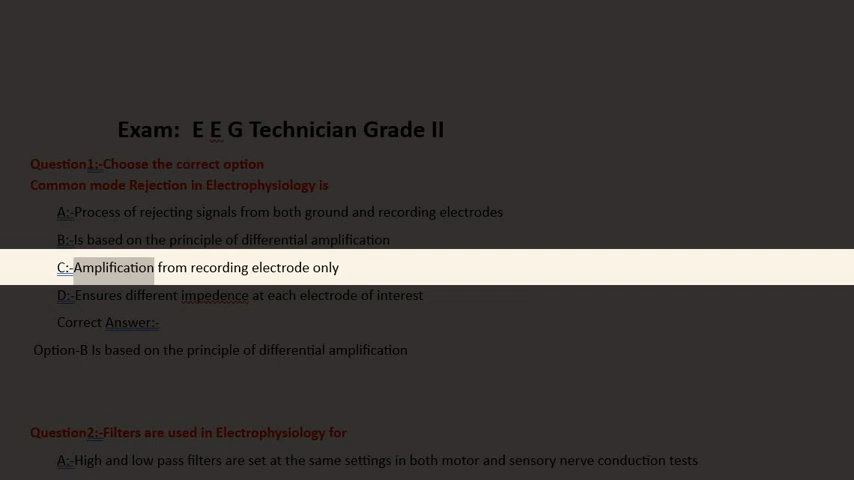 Exam: E E G Technician Grade II
Question1:-Choose the correct option
Common mode Rejection in Electrophysiology is
A:-Process of rejecting signals from both ground and recording electrodes
B:-Is based on the principle of differential amplification
C:-Amplification from recording electrode only
D:-Ensures different impedence at each electrode of interest
Correct Answer:-
Option-B Is based on the principle of differential amplification
Question2:-Filters are used in Electrophysiology for
A:-High and low pass filters are set at the same settings in both motor and sensory nerve conduction tests